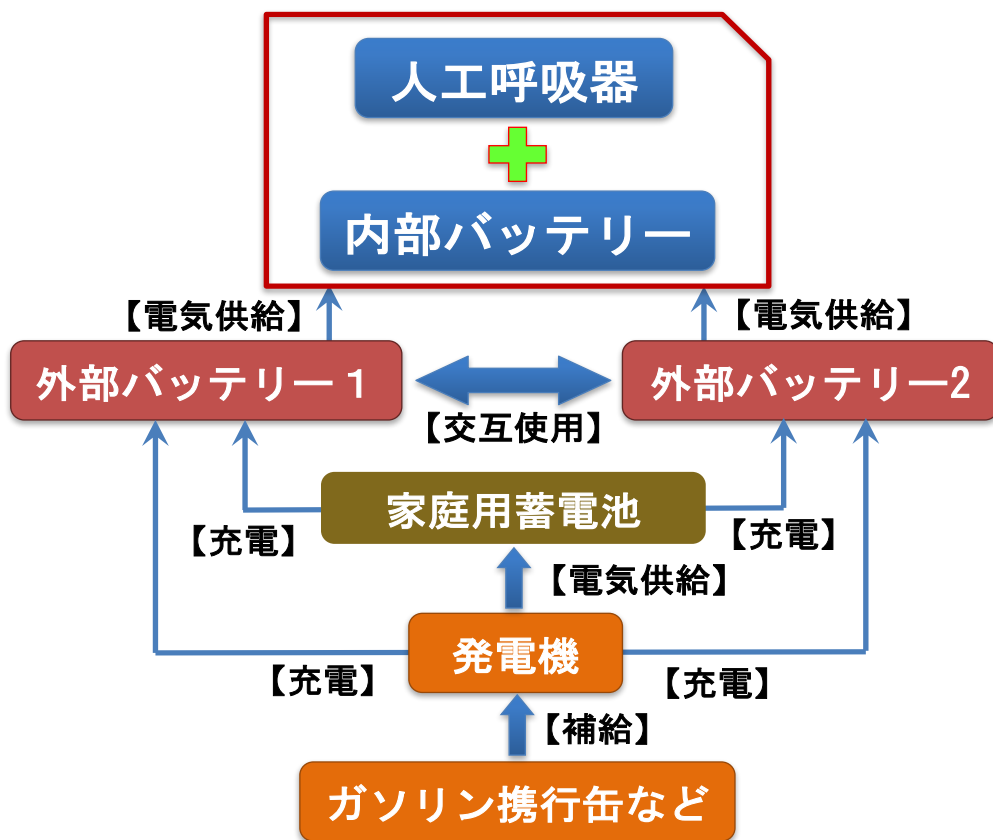 人工呼吸器
内部バッテリー
【電気供給】
【電気供給】
外部バッテリー１
外部バッテリー2
【交互使用】
家庭用蓄電池
【充電】
【充電】
【電気供給】
発電機
【充電】
【充電】
【補給】
ガソリン携行缶など